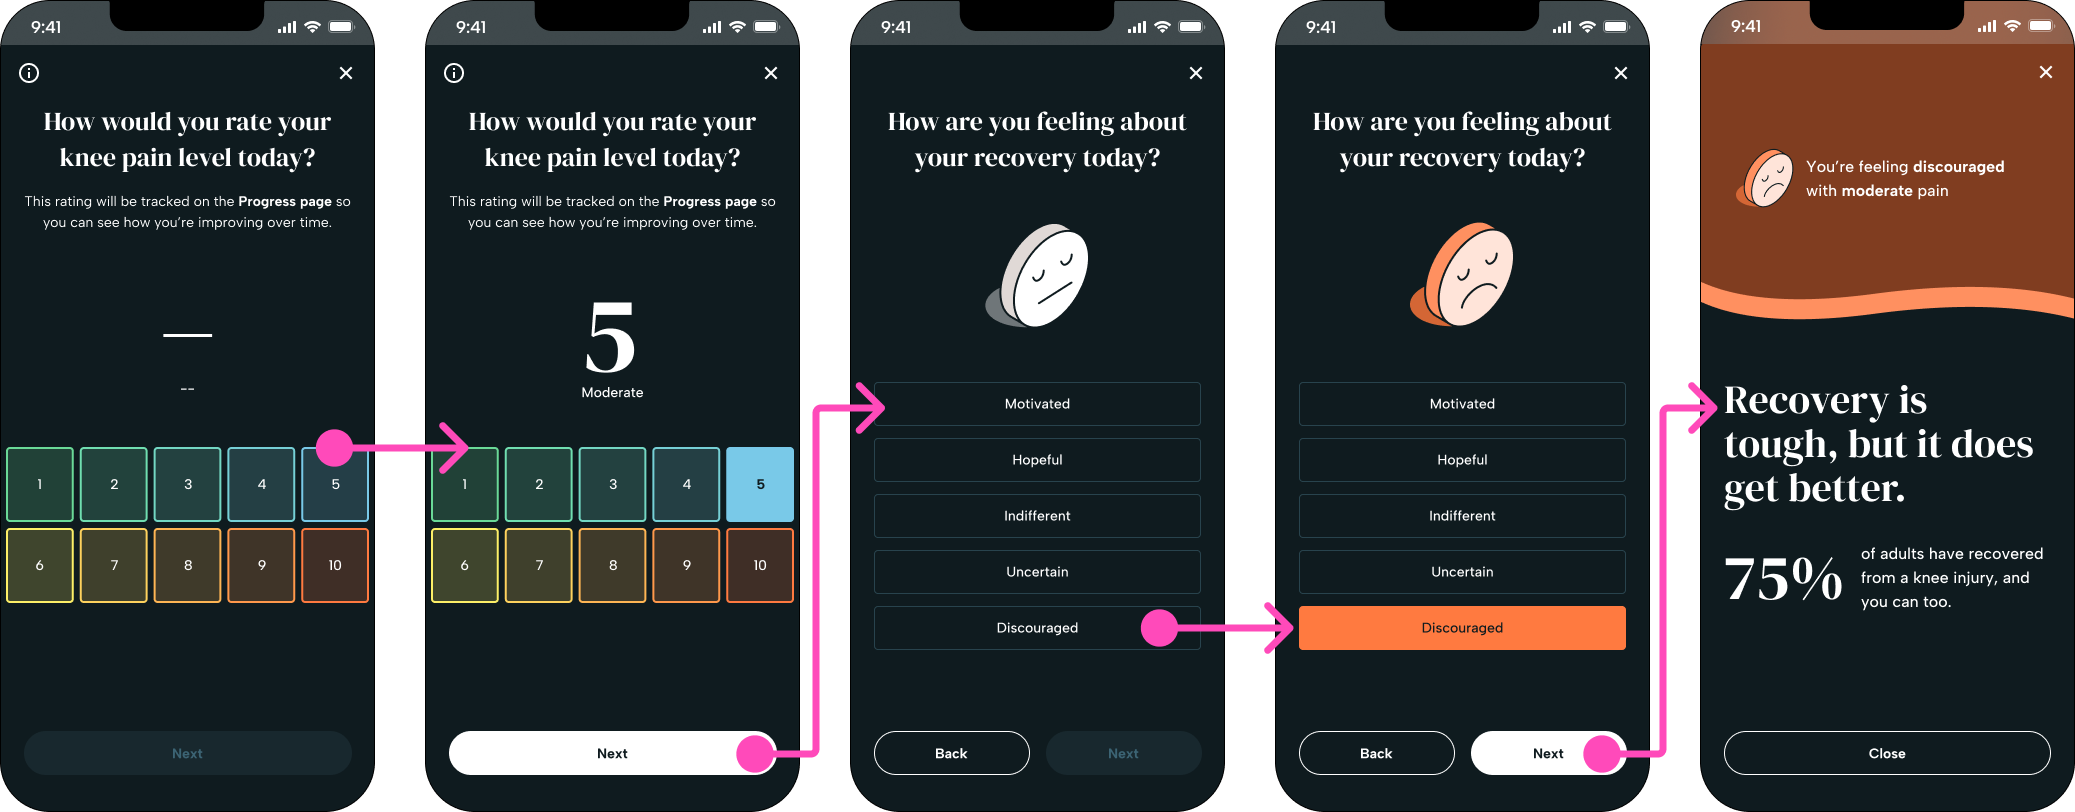 9:41
How would you rate your
knee pain level today?
This rating will be tracked on the Progress page so
you can see how you're improving over time.
--
1 2 3 4 5
6 7 8 9 10
Next
9:41
How would you rate your
knee pain level today?
This rating will be tracked on the Progress page so
you can see how you're improving over time.
5
Moderate
1 2 3 4 5
6 7 8 9 10
Next
9:41
How are you feeling about
your recovery today?
Motivated
Hopeful
Indifferent
Uncertain
Discouraged
Back Next
9:41
How are you feeling about
your recovery today?
Motivated
Hopeful
Indifferent
Uncertain
Discouraged
Back Next
9:41
You're feeling discouraged
with moderate pain
Recovery is
tough, but it does
get better.
75%
of adults have recovered
from a knee injury, and
you can too.
Close